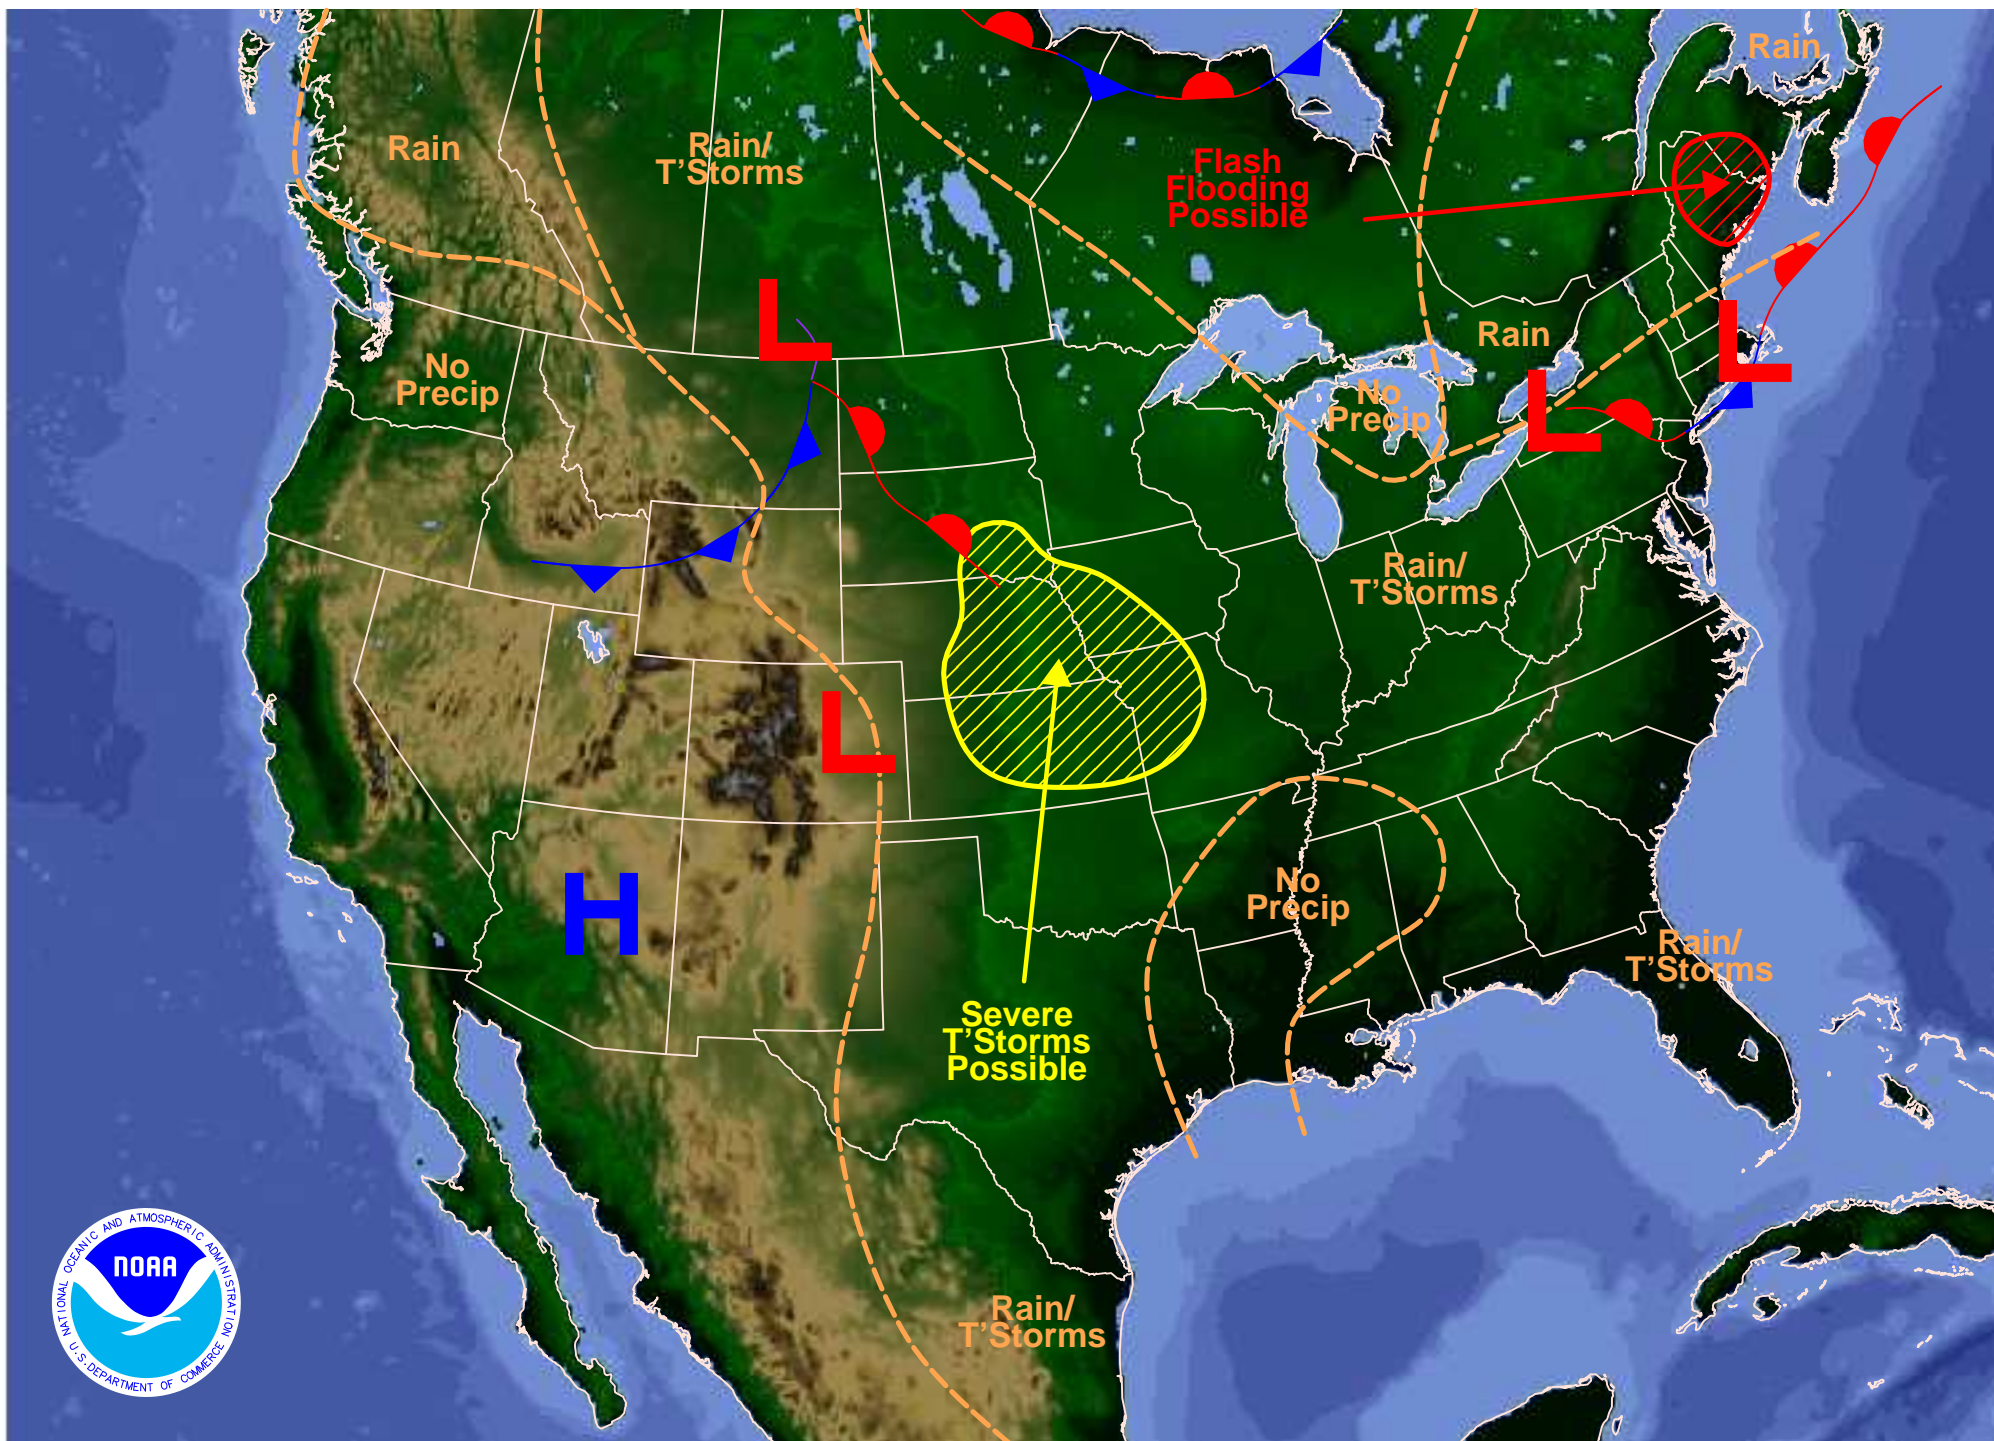 Rain
Rain
Rain/
T'Storms
Flash
Flooding
Possible
L
Rain
L
No
Precip
No
Precip
L
Rain/
T'Storms
L
H
No
Precip
Rain/
T'Storms
Severe
T'Storms
Possible
Rain/
T'Storms
NATIONAL OCEANIC AND ATMOSPHERIC ADMINISTRATION
NOAA
U.S. DEPARTMENT OF COMMERCE